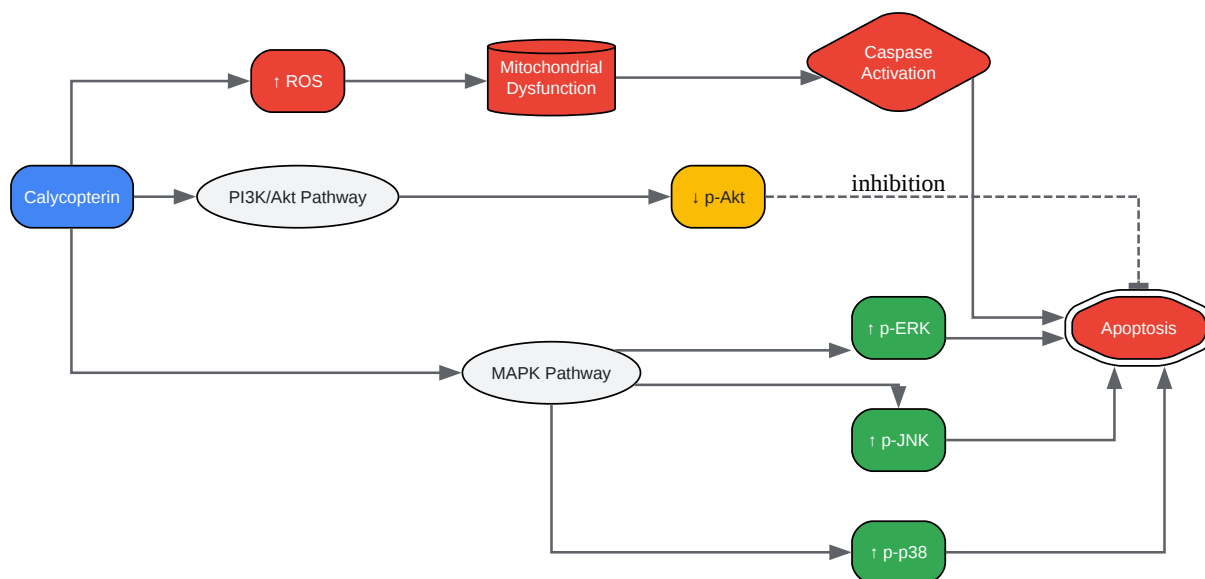 Caspase
Activation
↑ ROS
Mitochondrial
Dysfunction
Calycopterin
PI3K/Akt Pathway
↓ p-Akt
inhibition
↑ p-ERK
Apoptosis
MAPK Pathway
↑ p-JNK
↑ p-p38